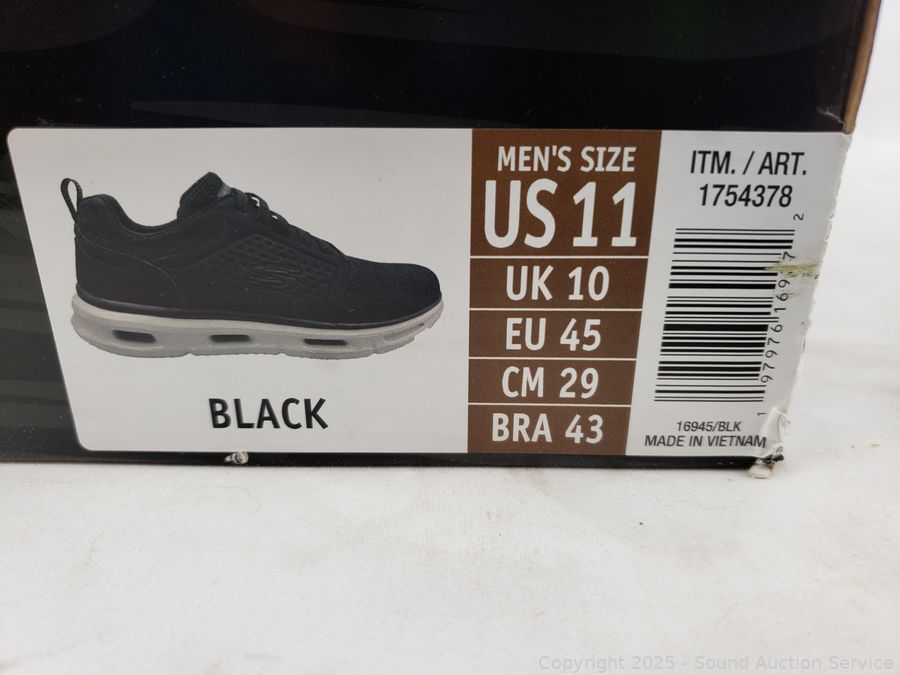 BLACK
MEN'S SIZE
US 11
UK 10
EU 45
CM 29
BRA 43
ITM. / ART.
1754378
16945/BLK
MADE IN VIETNAM
Copyright © 2025 - Sound Auction Service